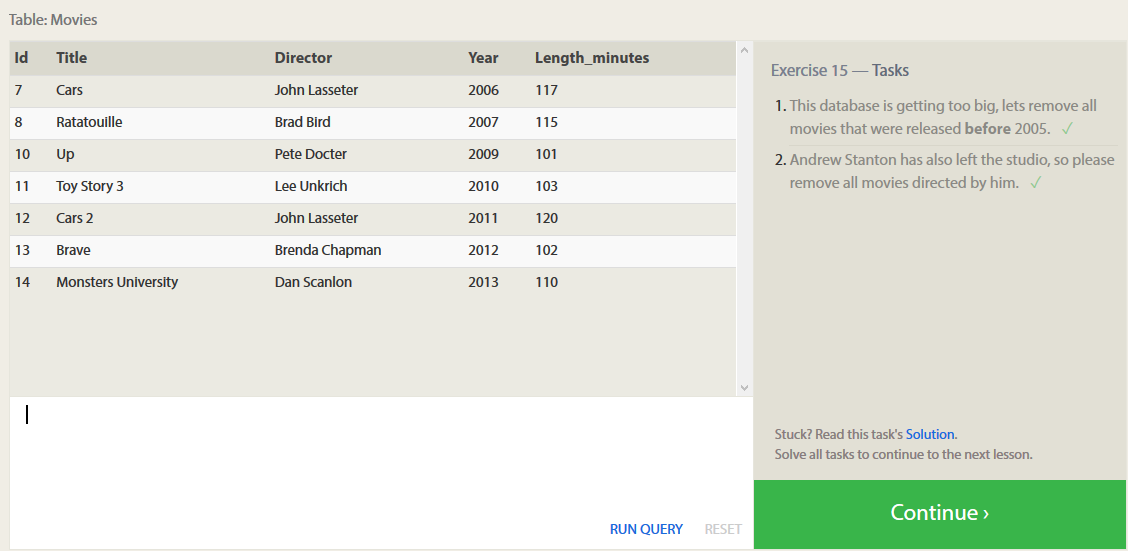 Table: Movies
Id Title Director Year Length_minutes
7 Cars John Lasseter 2006 117
8 Ratatouille Brad Bird 2007 115
10 Up Pete Docter 2009 101
11 Toy Story 3 Lee Unkrich 2010 103
12 Cars 2 John Lasseter 2011 120
13 Brave Brenda Chapman 2012 102
14 Monsters University Dan Scanlon 2013 110
RUN QUERY RESET
Exercise 15 — Tasks
1. This database is getting too big, lets remove all
movies that were released before 2005. ✓
2. Andrew Stanton has also left the studio, so please
remove all movies directed by him. ✓
Stuck? Read this task's Solution.
Solve all tasks to continue to the next lesson.
Continue ›